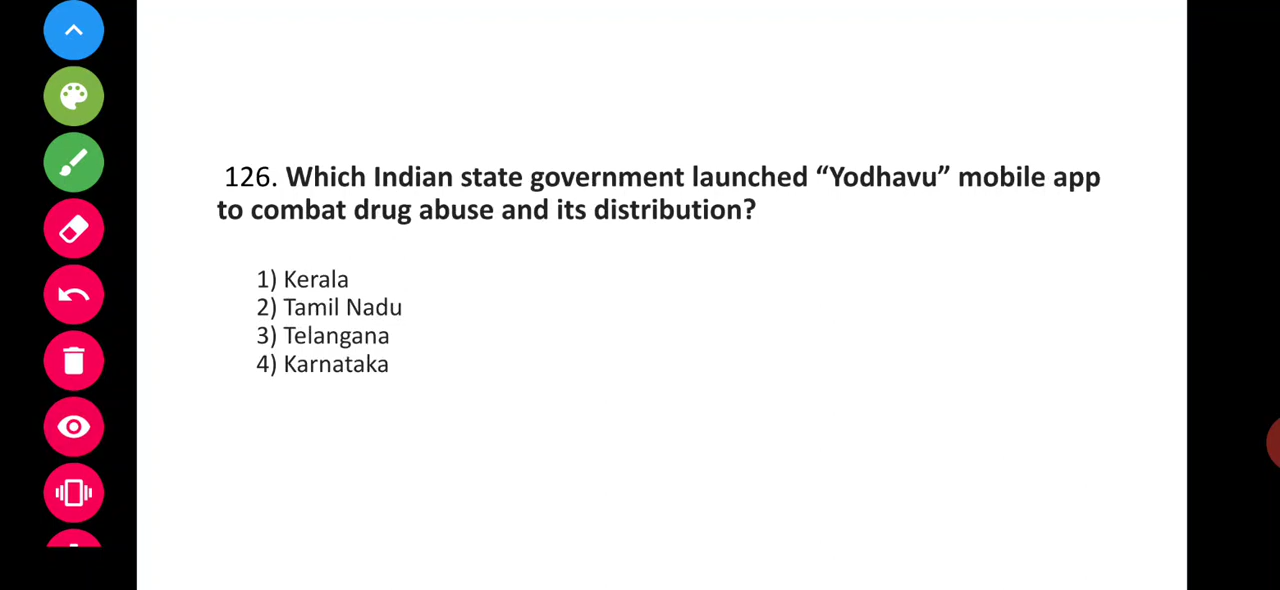 126. Which Indian state government launched “Yodhavu” mobile app
to combat drug abuse and its distribution?
1) Kerala
2) Tamil Nadu
3) Telangana
4) Karnataka